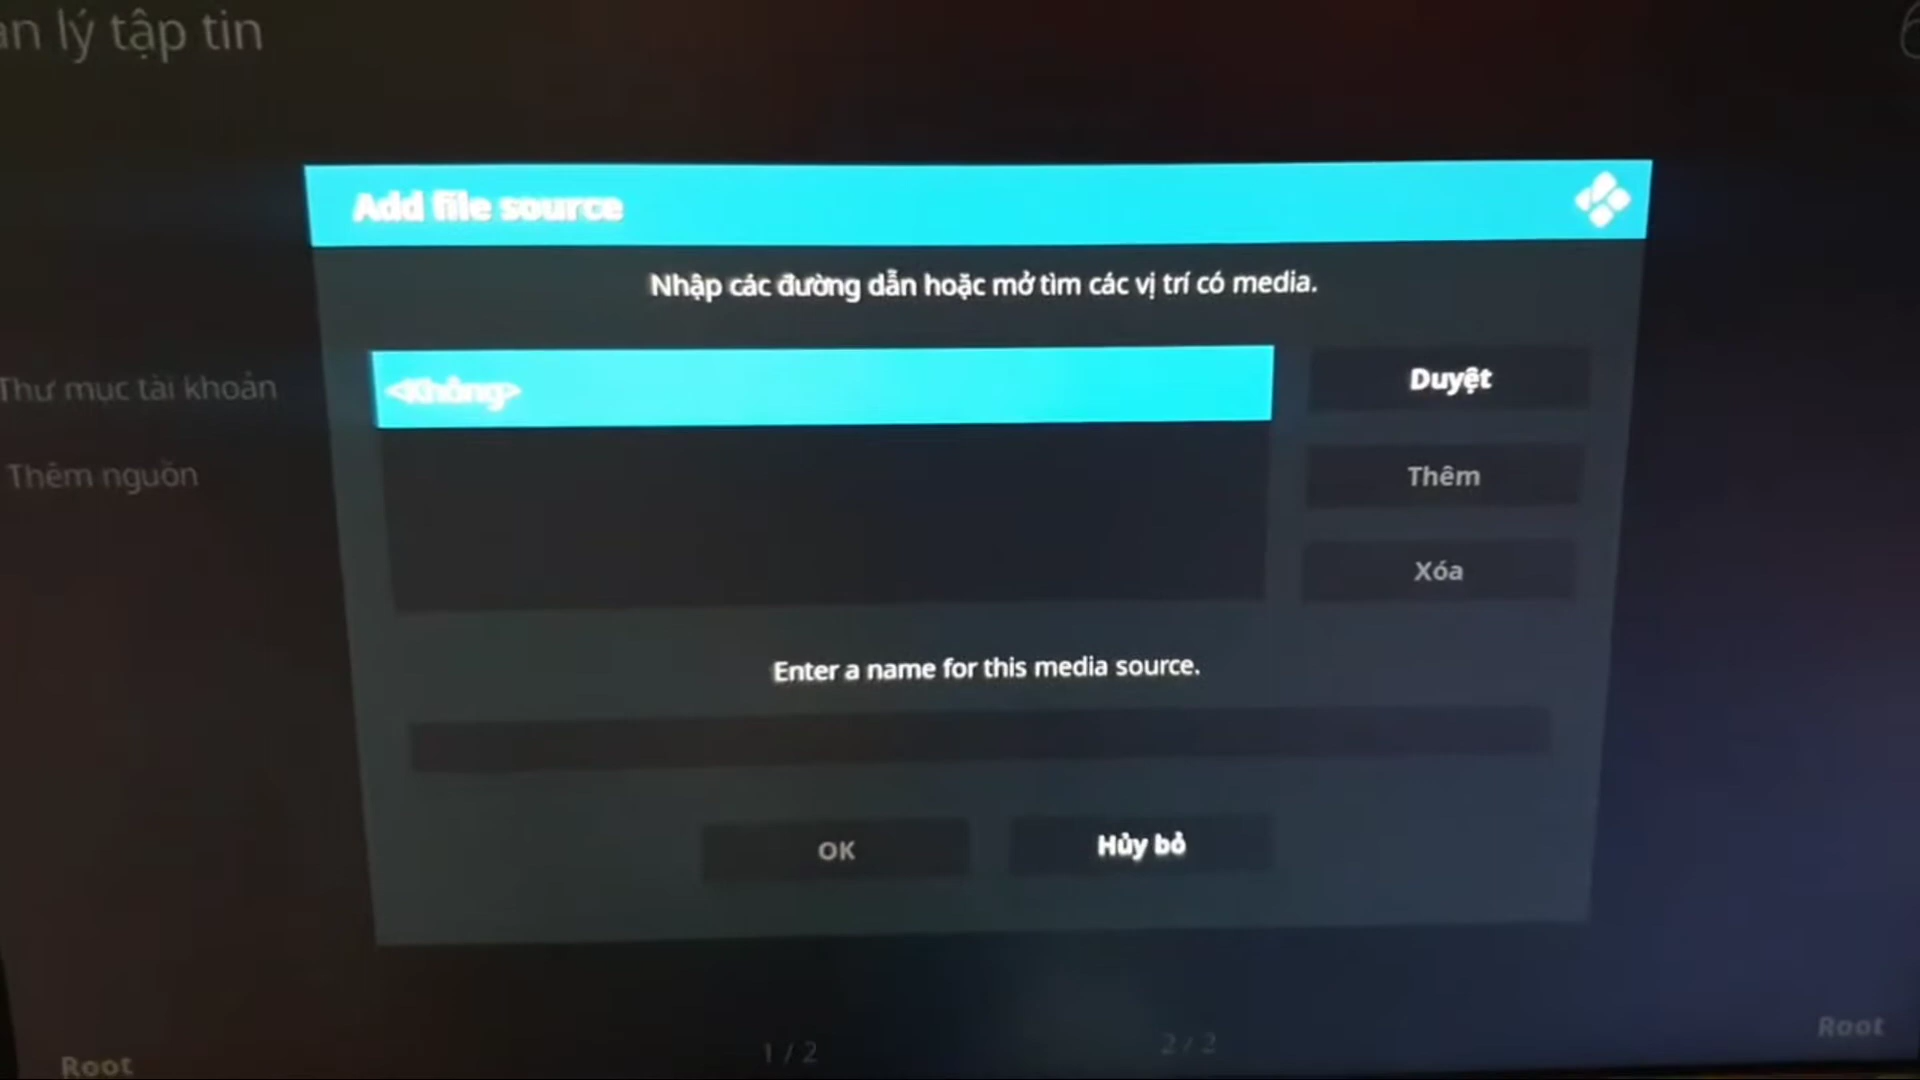 ản lý tập tin
6
Add file source
Nhập các đường dẫn hoặc mở tìm các vị trí có media.
<Không>
Duyệt
Thư mục tài khoản
Thêm nguồn
Thêm
Xóa
Enter a name for this media source.
OK
Hủy bỏ
1 / 2
2 / 2
Root
Root